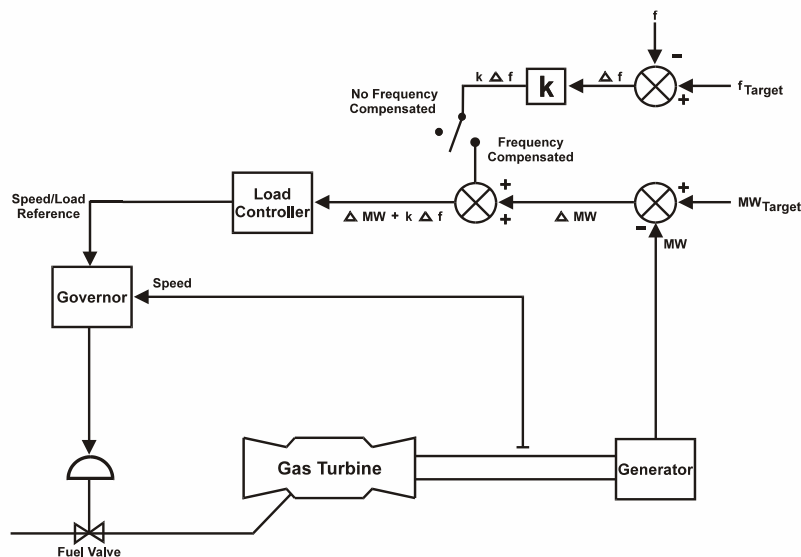 f
−
k Δ f
k
Δ f
+
f Target
No Frequency
Compensated
Frequency
Compensated
Speed/Load
Reference
Load
Controller
Δ MW + k Δ f
+
+
Δ MW
+
−
MW Target
MW
Governor
Speed
Gas Turbine
Generator
Fuel Valve